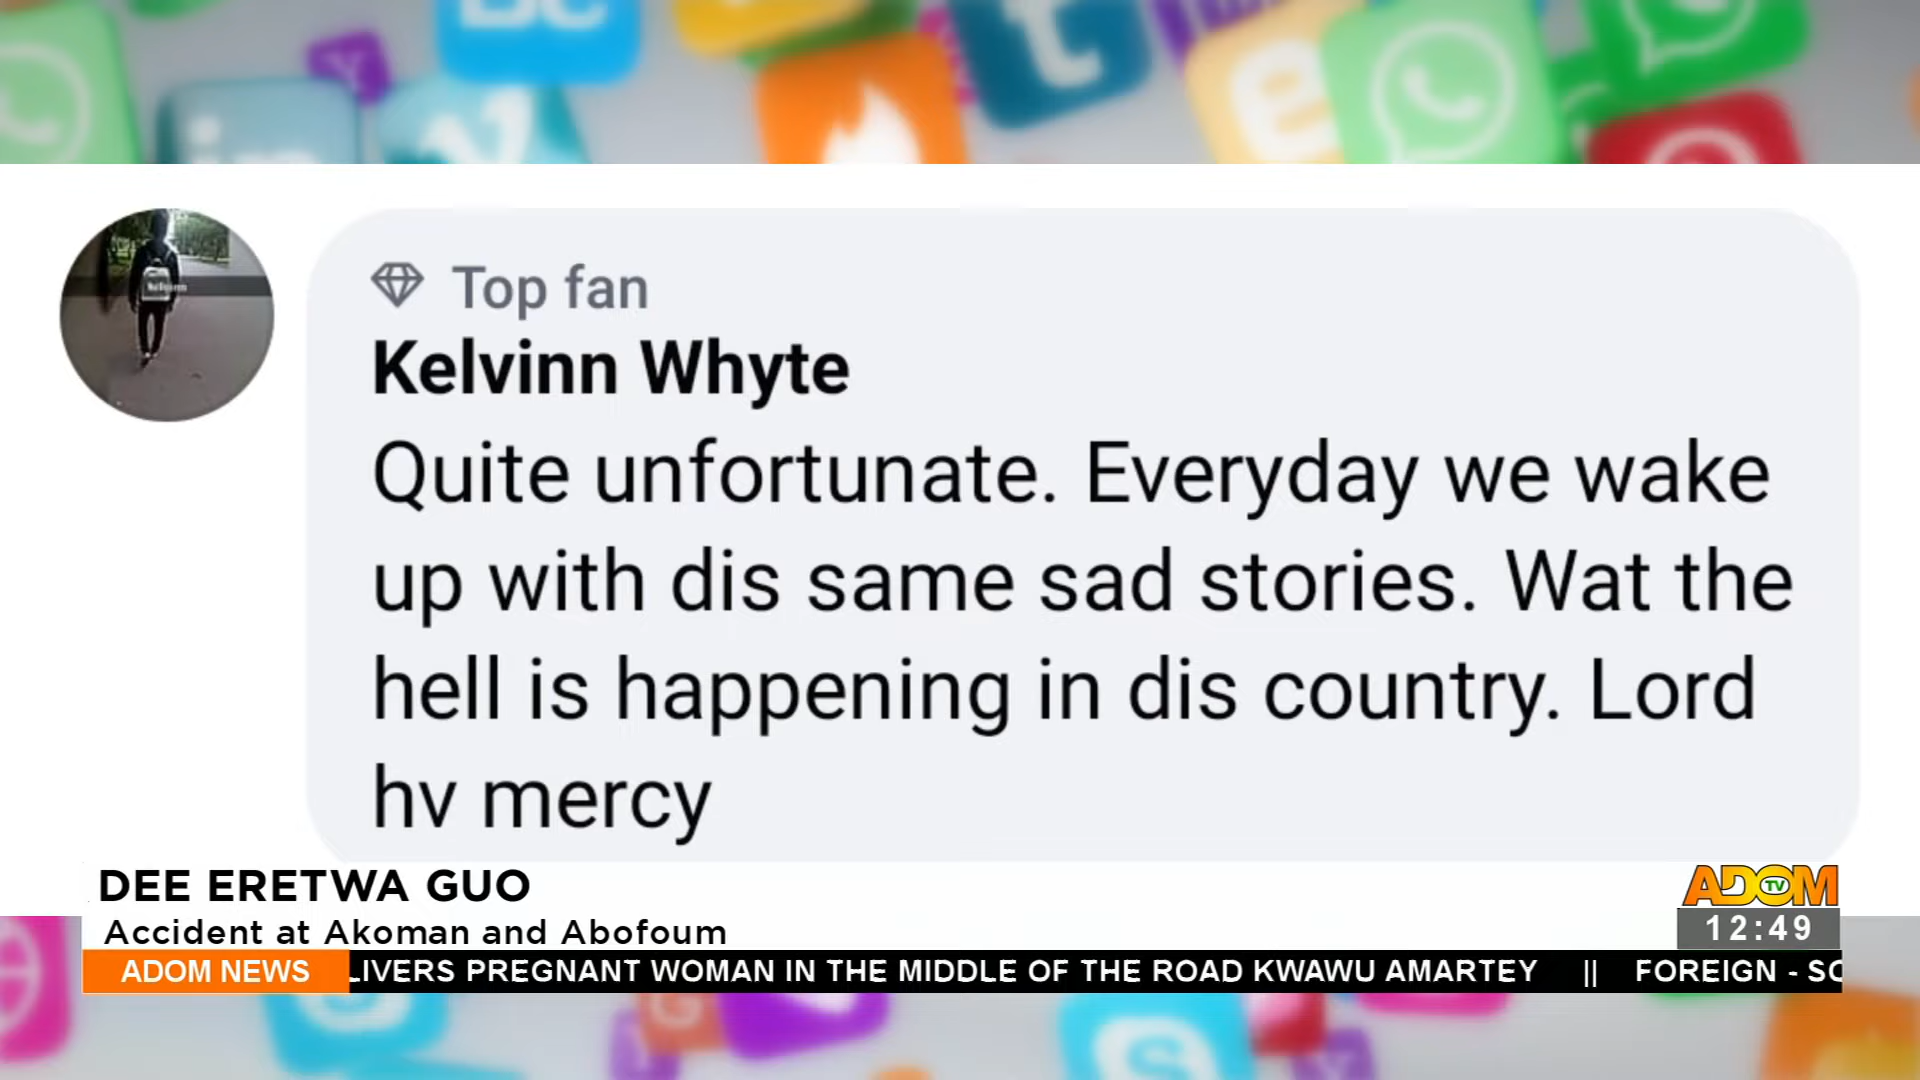 Top fan
Kelvinn Whyte
Quite unfortunate. Everyday we wake
up with dis same sad stories. Wat the
hell is happening in dis country. Lord
hv mercy
DEE ERETWA GUO
Accident at Akoman and Abofoum
ADOM TV
12:49
ADOM NEWS
LIVERS PREGNANT WOMAN IN THE MIDDLE OF THE ROAD KWAWU AMARTEY || FOREIGN - SC